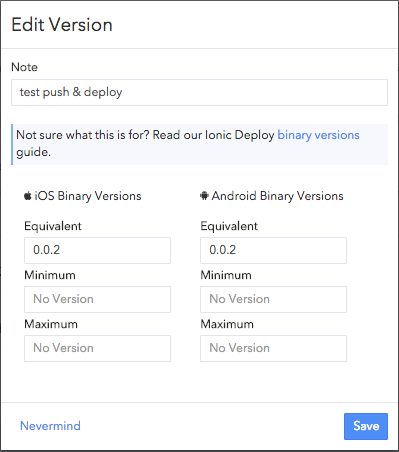 Edit Version
Note
test push & deploy
Not sure what this is for? Read our Ionic Deploy binary versions
guide.
iOS Binary Versions Android Binary Versions
Equivalent Equivalent
0.0.2 0.0.2
Minimum Minimum
No Version No Version
Maximum Maximum
No Version No Version
Nevermind Save